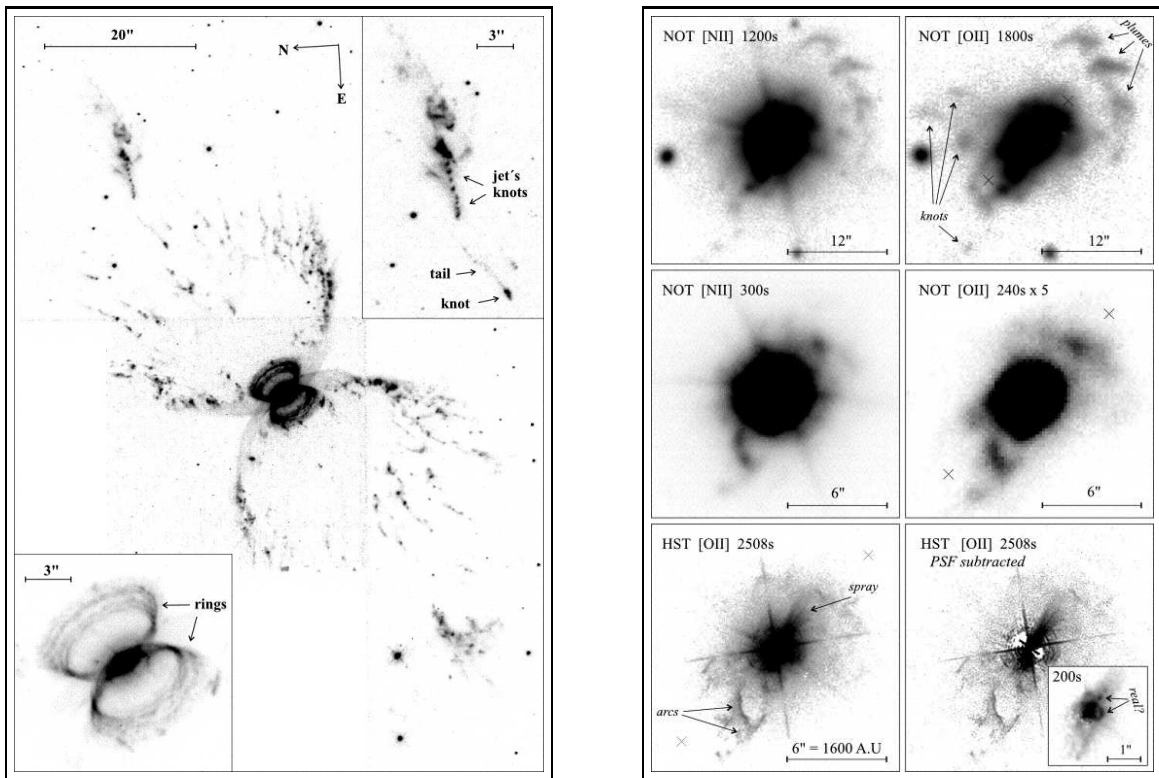 20"
N
E
3"
jet´s
knots
tail
knot
3"
rings
NOT [NII] 1200s
12"
NOT [OII] 1800s
plumes
knots
12"
NOT [NII] 300s
6"
NOT [OII] 240s x 5
6"
HST [OII] 2508s
spray
arcs
6" = 1600 A.U
HST [OII] 2508s
PSF subtracted
200s
real?
1"